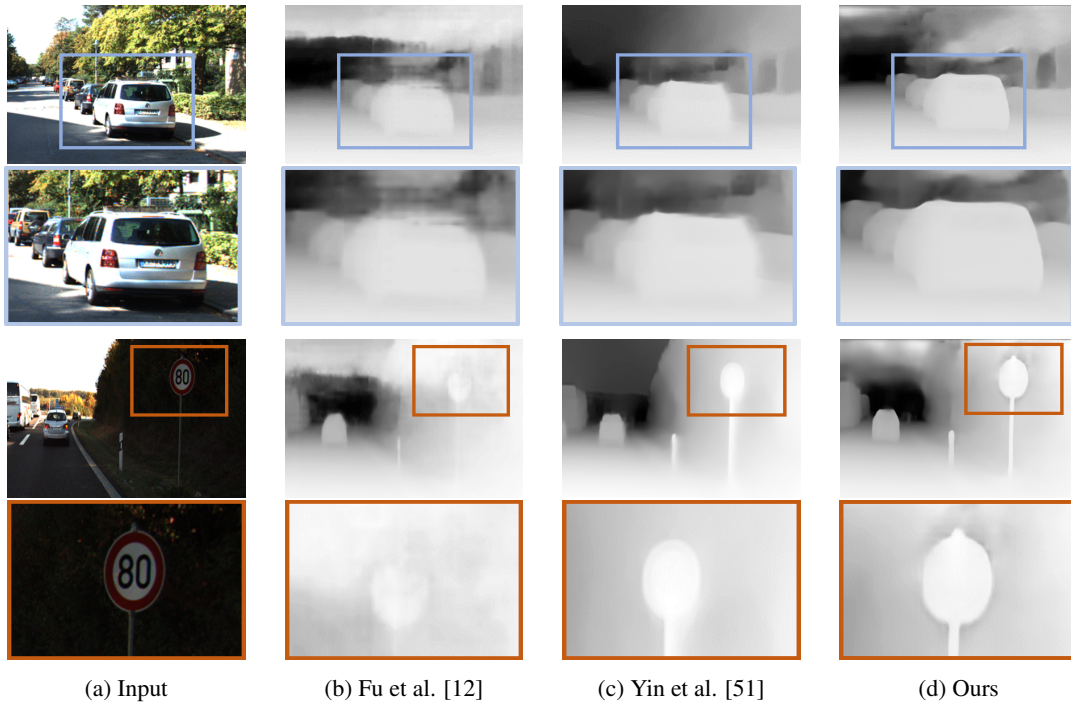 80
80
(a) Input
(b) Fu et al. [12]
(c) Yin et al. [51]
(d) Ours